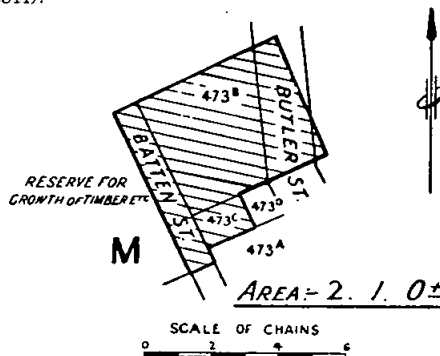 473B
BUTLER ST.
BATTEN ST.
RESERVE FOR
GROWTH OF TIMBER ETC
473C
473D
473A
M
AREA:- 2. 1. 0±
SCALE OF CHAINS
0 2 4 6